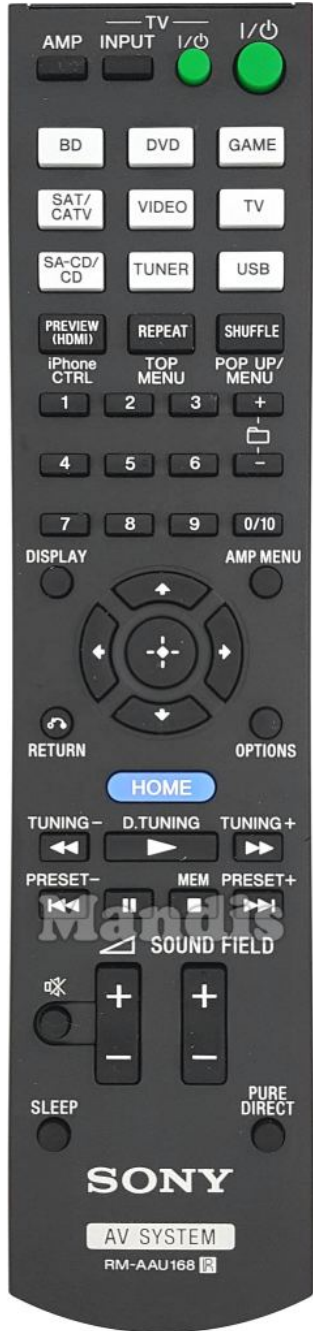 TV
AMP INPUT I/⏻ I/⏻
BD DVD GAME
SAT/
CATV VIDEO TV
SA-CD/
CD TUNER USB
PREVIEW
(HDMI) REPEAT SHUFFLE
iPhone
CTRL TOP
MENU POP UP/
MENU
1 2 3 +
4 5 6 −
7 8 9 0/10
DISPLAY AMP MENU
RETURN OPTIONS
HOME
TUNING− D.TUNING TUNING+
PRESET− MEM PRESET+
Mandis
SOUND FIELD
+ +
− −
SLEEP PURE
DIRECT
SONY
AV SYSTEM
RM-AAU168 R